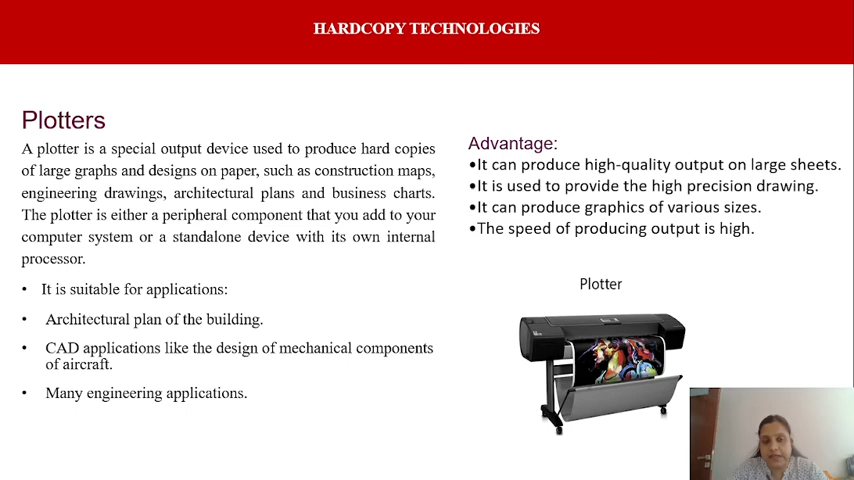 HARDCOPY TECHNOLOGIES
Plotters
A plotter is a special output device used to produce hard copies
of large graphs and designs on paper, such as construction maps,
engineering drawings, architectural plans and business charts.
The plotter is either a peripheral component that you add to your
computer system or a standalone device with its own internal
processor.
• It is suitable for applications:
• Architectural plan of the building.
• CAD applications like the design of mechanical components
of aircraft.
• Many engineering applications.
Advantage:
•It can produce high-quality output on large sheets.
•It is used to provide the high precision drawing.
•It can produce graphics of various sizes.
•The speed of producing output is high.
Plotter